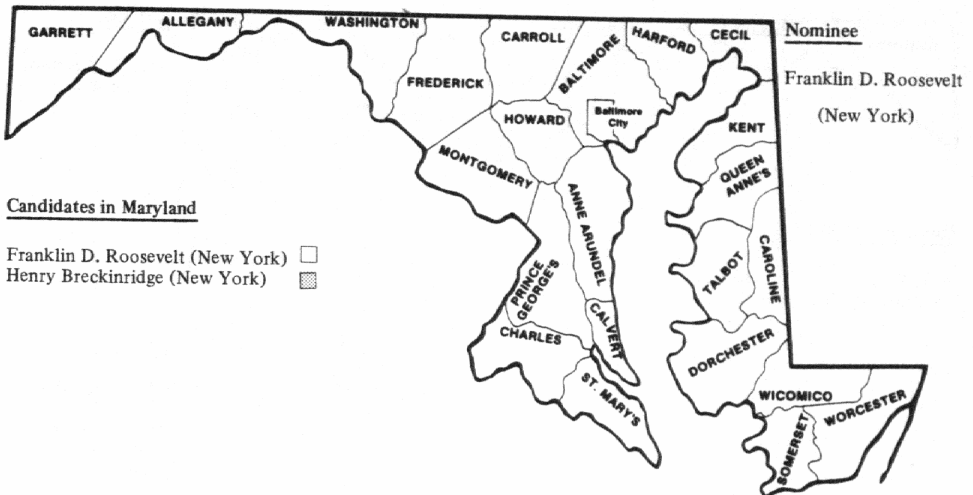 GARRETT
ALLEGANY
WASHINGTON
FREDERICK
CARROLL
BALTIMORE
HARFORD
CECIL
Nominee
Franklin D. Roosevelt
(New York)
Baltimore
City
HOWARD
MONTGOMERY
KENT
QUEEN
ANNE'S
ANNE ARUNDEL
PRINCE
GEORGE'S
TALBOT
CAROLINE
Candidates in Maryland
Franklin D. Roosevelt (New York)
Henry Breckinridge (New York)
CALVERT
CHARLES
ST. MARY'S
DORCHESTER
WICOMICO
WORCESTER
SOMERSET